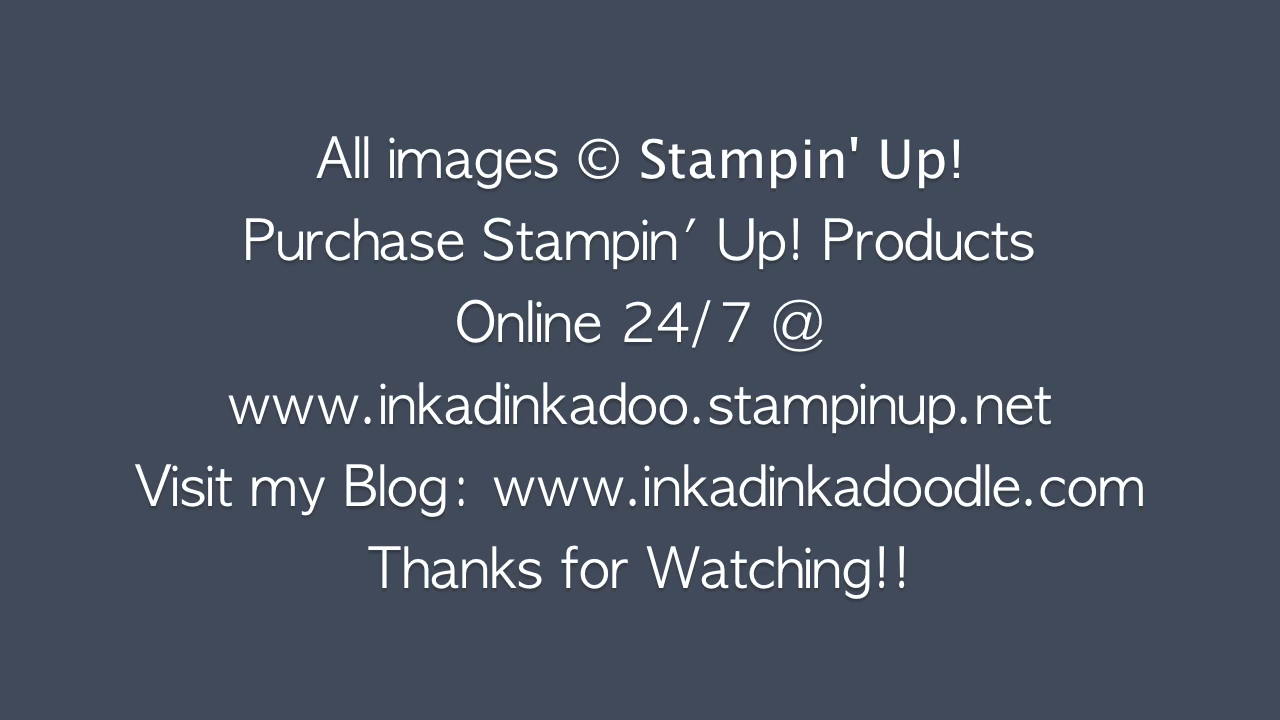 All images © Stampin' Up!
Purchase Stampin′ Up! Products
Online 24/7 @
www.inkadinkadoo.stampinup.net
Visit my Blog: www.inkadinkadoodle.com
Thanks for Watching!!